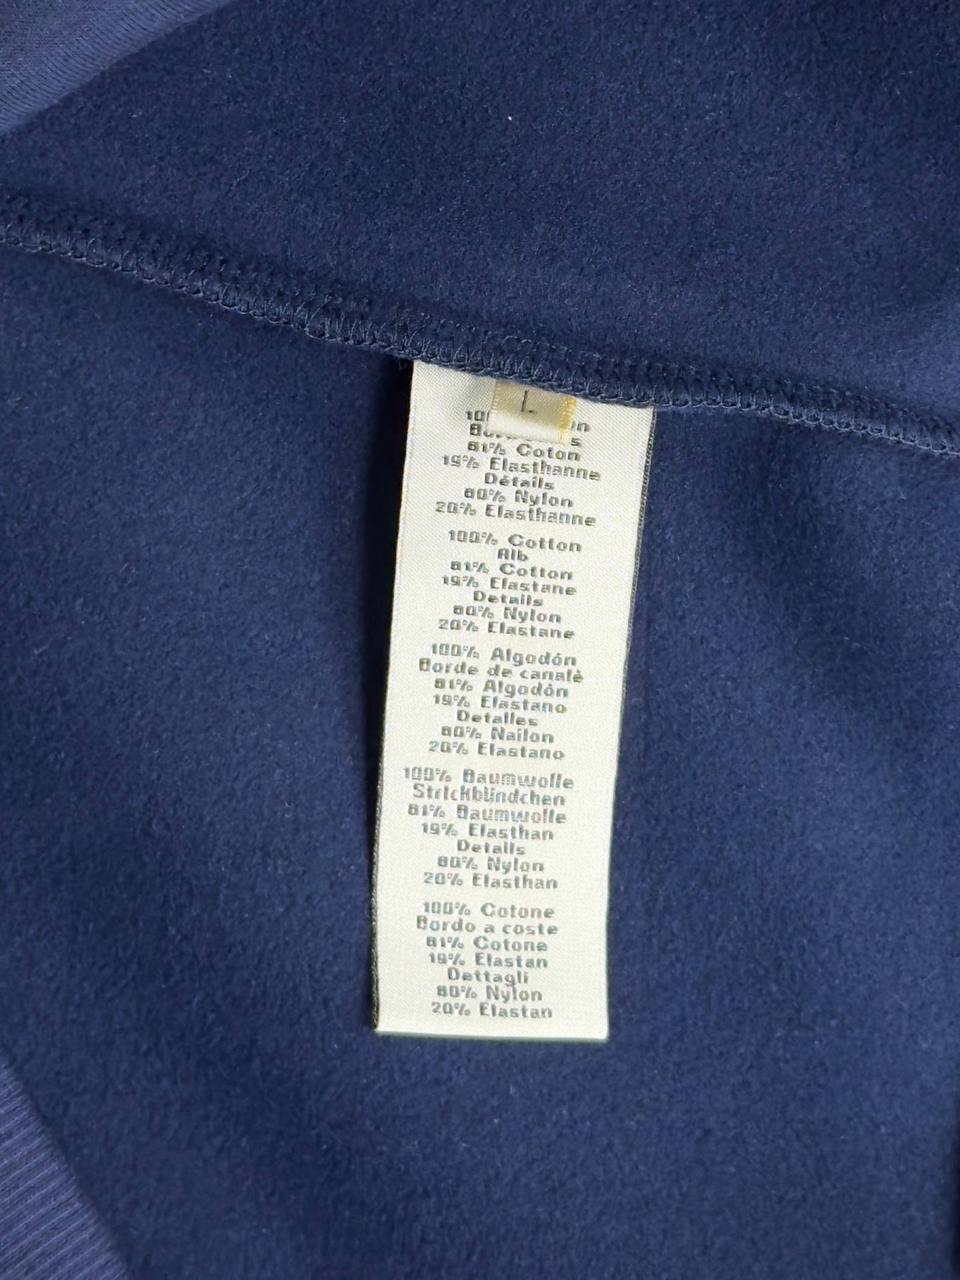 L
81% Coton
19% Elasthanne
Détails
80% Nylon
20% Elasthanne
100% Cotton
Rib
81% Cotton
19% Elastane
Details
80% Nylon
20% Elastane
100% Algodón
Borde de canalé
81% Algodón
19% Elastano
Detalles
80% Nailon
20% Elastano
100% Baumwolle
Strickbündchen
81% Baumwolle
19% Elasthan
Details
80% Nylon
20% Elasthan
100% Cotone
Bordo a coste
81% Cotone
19% Elastan
Dettagli
80% Nylon
20% Elastan